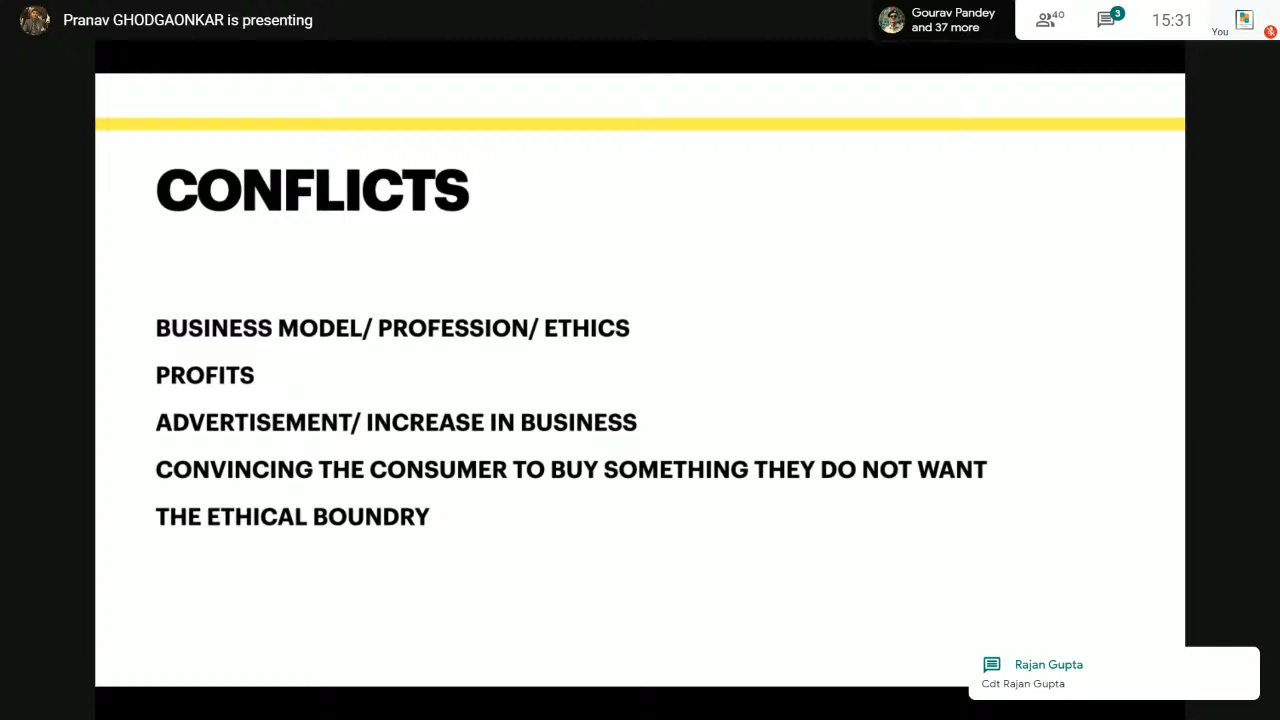 Pranav GHODGAONKAR is presenting
Gourav Pandey
and 37 more
40
3
15:31
You
CONFLICTS
BUSINESS MODEL/ PROFESSION/ ETHICS
PROFITS
ADVERTISEMENT/ INCREASE IN BUSINESS
CONVINCING THE CONSUMER TO BUY SOMETHING THEY DO NOT WANT
THE ETHICAL BOUNDRY
Rajan Gupta
Cdt Rajan Gupta